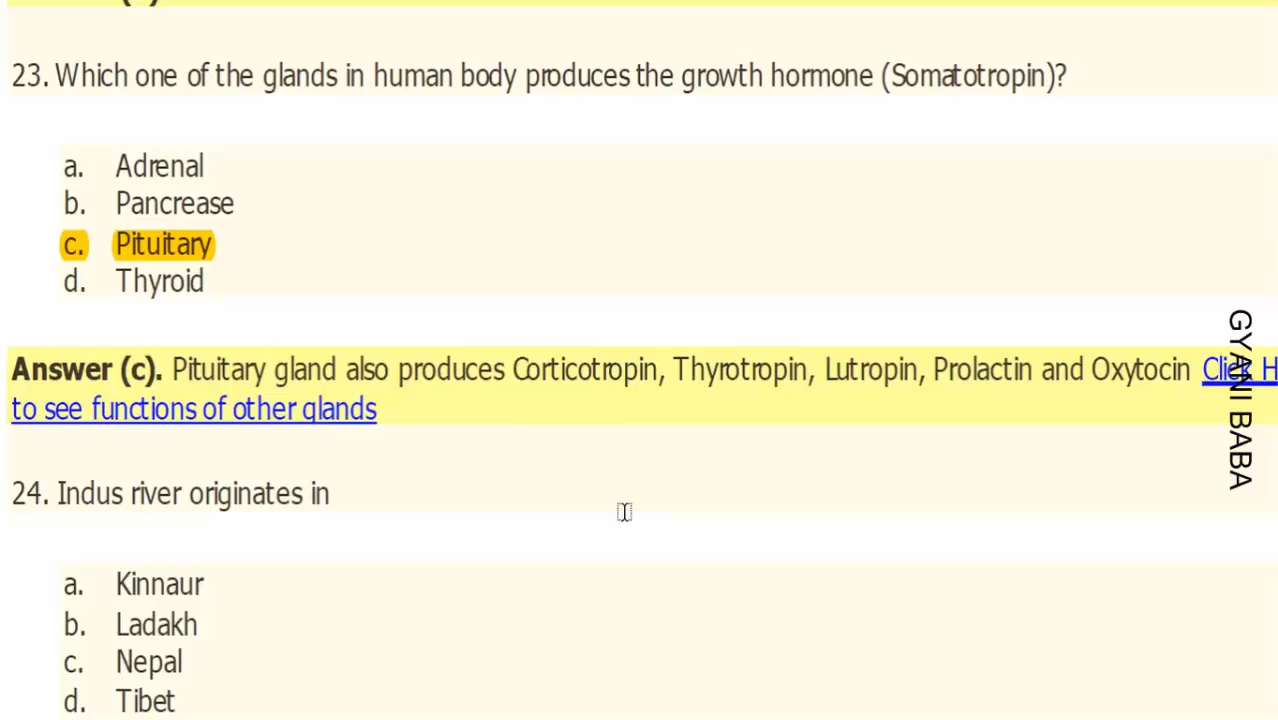 23. Which one of the glands in human body produces the growth hormone (Somatotropin)?
a. Adrenal
b. Pancrease
c. Pituitary
d. Thyroid
Answer (c). Pituitary gland also produces Corticotropin, Thyrotropin, Lutropin, Prolactin and Oxytocin Click H
to see functions of other glands
GYANI BABA
24. Indus river originates in
a. Kinnaur
b. Ladakh
c. Nepal
d. Tibet